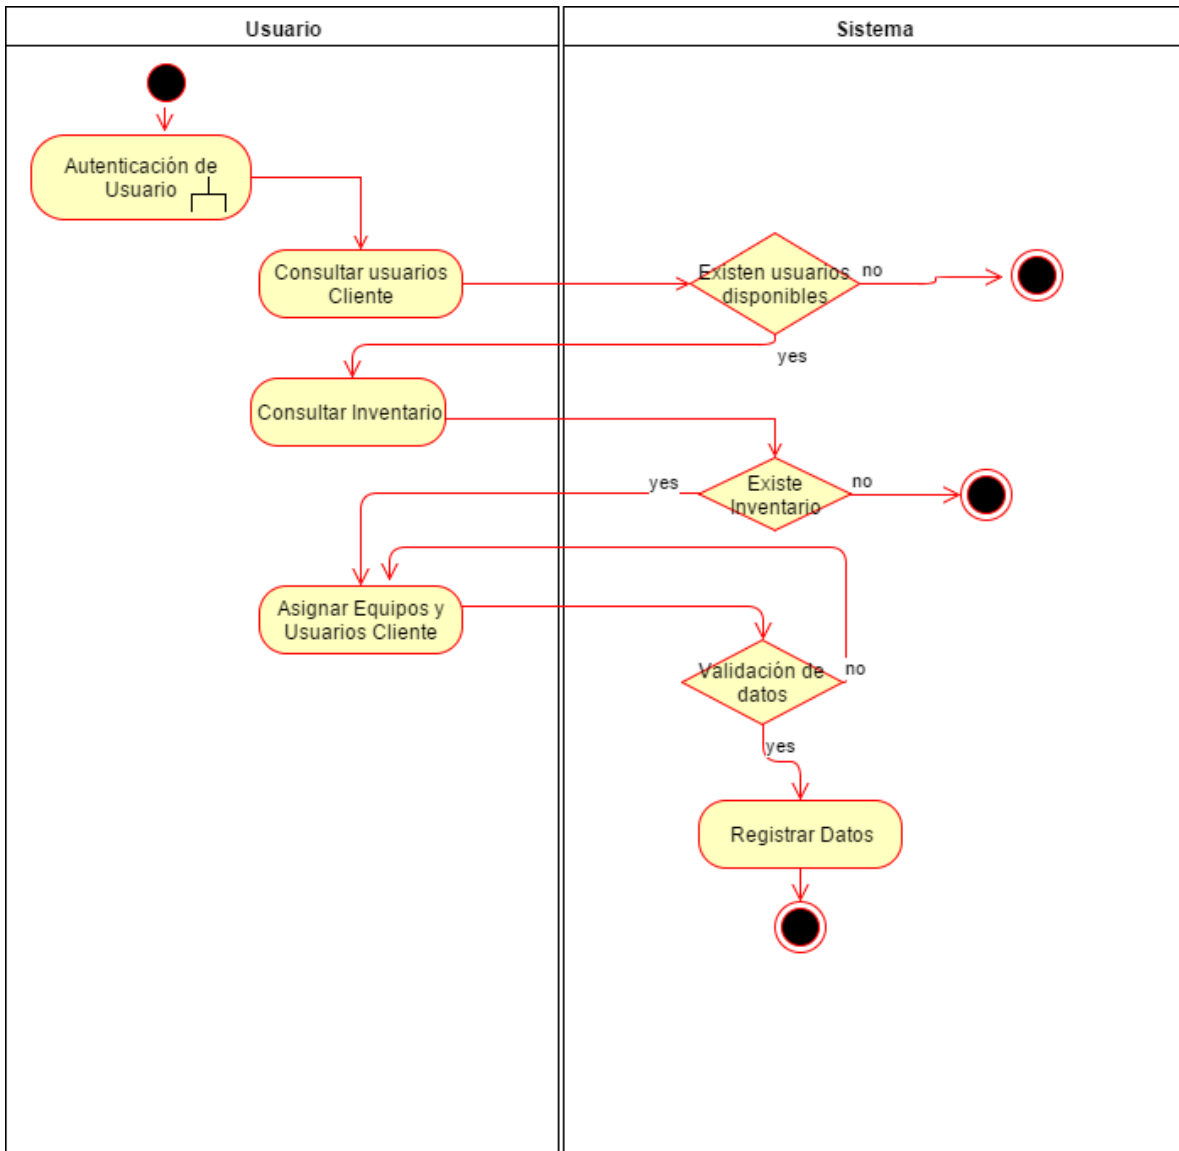 Usuario
Sistema
Autenticación de
Usuario
Consultar usuarios
Cliente
Existen usuarios
disponibles
no
yes
Consultar Inventario
yes
Existe
Inventario
no
Asignar Equipos y
Usuarios Cliente
Validación de
datos
no
yes
Registrar Datos